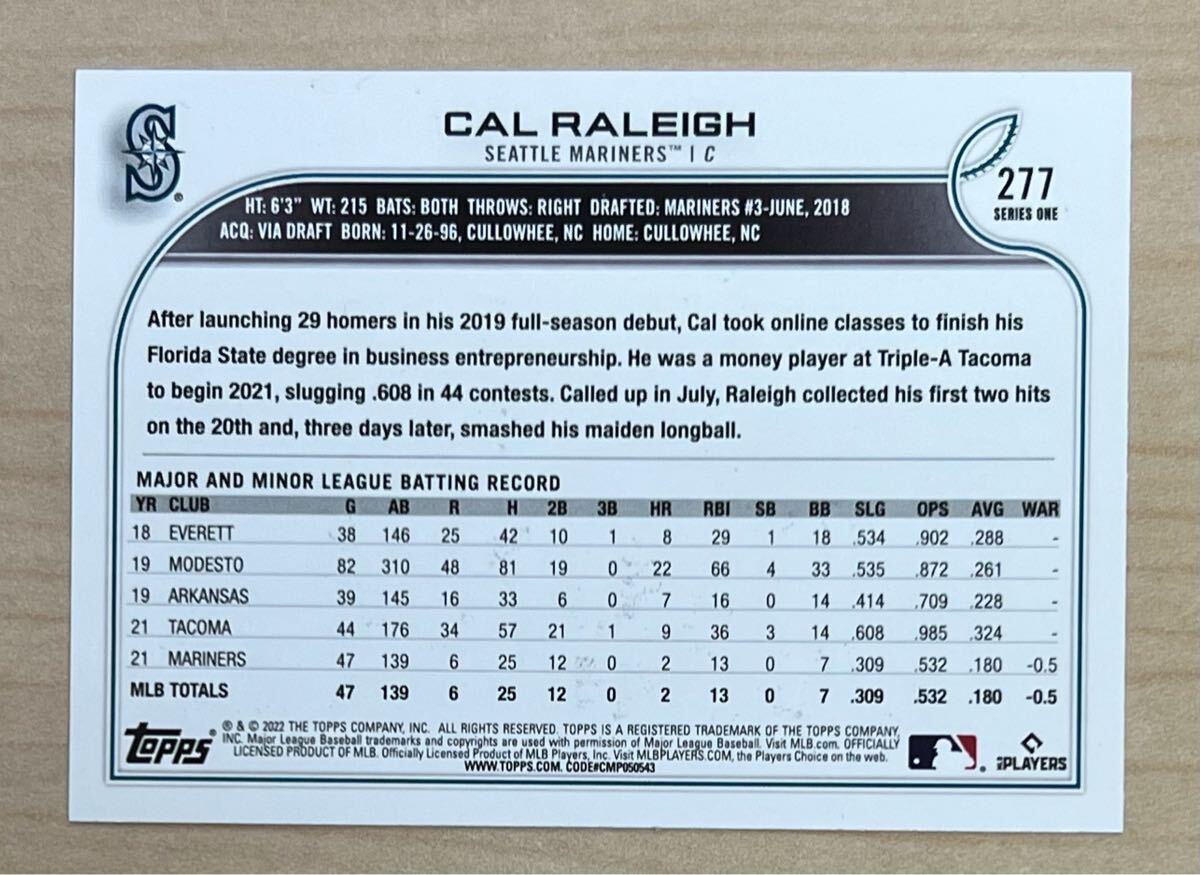 S
CAL RALEIGH
SEATTLE MARINERS™ | C
277
SERIES ONE
HT: 6'3" WT: 215 BATS: BOTH THROWS: RIGHT DRAFTED: MARINERS #3-JUNE, 2018
ACQ: VIA DRAFT BORN: 11-26-96, CULLOWHEE, NC HOME: CULLOWHEE, NC
After launching 29 homers in his 2019 full-season debut, Cal took online classes to finish his
Florida State degree in business entrepreneurship. He was a money player at Triple-A Tacoma
to begin 2021, slugging .608 in 44 contests. Called up in July, Raleigh collected his first two hits
on the 20th and, three days later, smashed his maiden longball.
MAJOR AND MINOR LEAGUE BATTING RECORD
YR CLUB G AB R H 2B 3B HR RBI SB BB SLG OPS AVG WAR
18 EVERETT 38 146 25 42 10 1 8 29 1 18 .534 .902 .288 -
19 MODESTO 82 310 48 81 19 0 22 66 4 33 .535 .872 .261 -
19 ARKANSAS 39 145 16 33 6 0 7 16 0 14 .414 .709 .228 -
21 TACOMA 44 176 34 57 21 1 9 36 3 14 .608 .985 .324 -
21 MARINERS 47 139 6 25 12 0 2 13 0 7 .309 .532 .180 -0.5
MLB TOTALS 47 139 6 25 12 0 2 13 0 7 .309 .532 .180 -0.5
topps®
® & © 2022 THE TOPPS COMPANY, INC. ALL RIGHTS RESERVED. TOPPS IS A REGISTERED TRADEMARK OF THE TOPPS COMPANY,
INC. Major League Baseball trademarks and copyrights are used with permission of Major League Baseball. Visit MLB.com. OFFICIALLY
LICENSED PRODUCT OF MLB. Officially Licensed Product of MLB Players, Inc. Visit MLBPLAYERS.COM, the Players Choice on the web.
WWW.TOPPS.COM. CODE#CMP050543
MLB PLAYERS